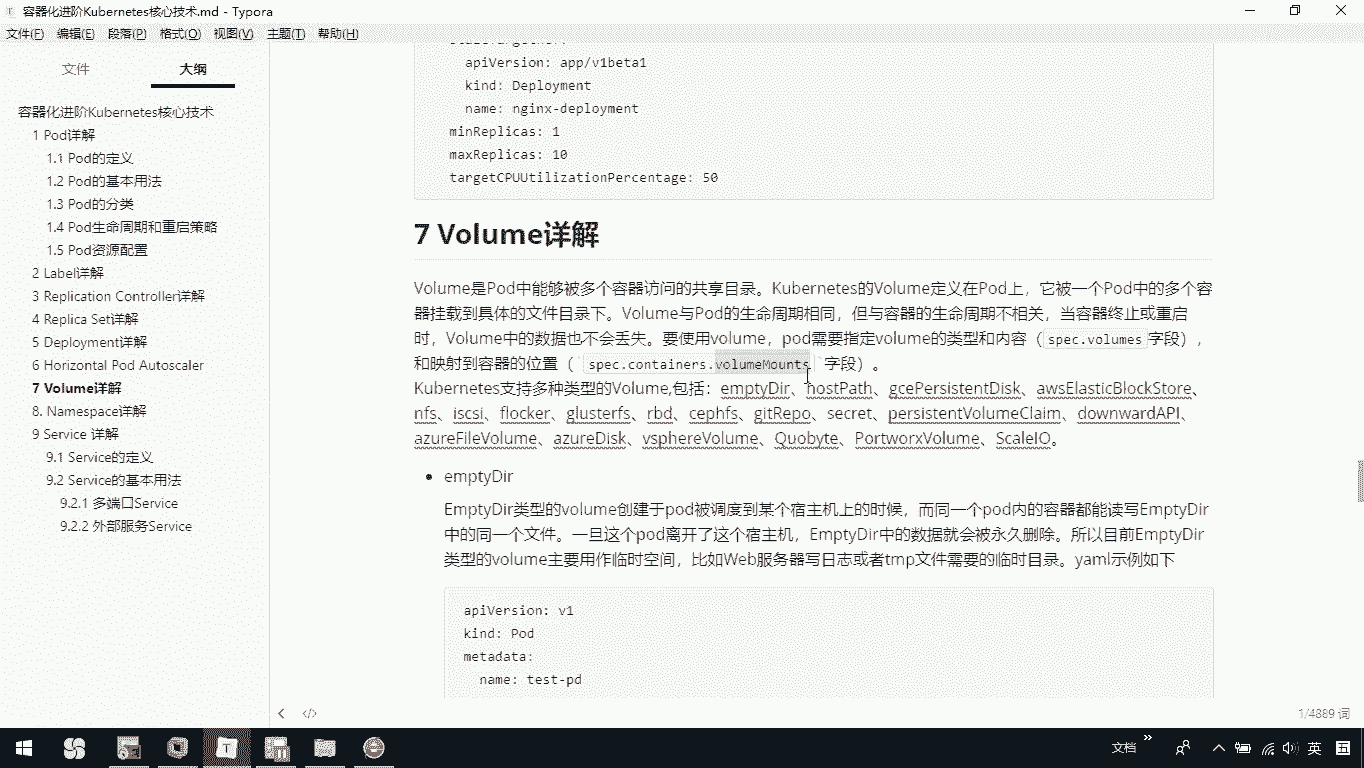 容器化进阶Kubernetes核心技术.md - Typora
文件(F) 编辑(E) 段落(P) 格式(O) 视图(V) 主题(T) 帮助(H)
文件 大纲
容器化进阶Kubernetes核心技术
1 Pod详解
1.1 Pod的定义
1.2 Pod的基本用法
1.3 Pod的分类
1.4 Pod生命周期和重启策略
1.5 Pod资源配置
2 Label详解
3 Replication Controller详解
4 Replica Set详解
5 Deployment详解
6 Horizontal Pod Autoscaler
7 Volume详解
8. Namespace详解
9 Service 详解
9.1 Service的定义
9.2 Service的基本用法
9.2.1 多端口Service
9.2.2 外部服务Service
apiVersion: app/v1beta1
kind: Deployment
name: nginx-deployment
minReplicas: 1
maxReplicas: 10
targetCPUUtilizationPercentage: 50
7 Volume详解
Volume是Pod中能够被多个容器访问的共享目录。Kubernetes的Volume定义在Pod上，它被一个Pod中的多个容
器挂载到具体的文件目录下。Volume与Pod的生命周期相同，但与容器的生命周期不相关，当容器终止或重启
时，Volume中的数据也不会丢失。要使用volume，pod需要指定volume的类型和内容（spec.volumes字段），
和映射到容器的位置（`spec.containers.volumeMounts`字段）。
Kubernetes支持多种类型的Volume,包括：emptyDir、hostPath、gcePersistentDisk、awsElasticBlockStore、
nfs、iscsi、flocker、glusterfs、rbd、cephfs、gitRepo、secret、persistentVolumeClaim、downwardAPI、
azureFileVolume、azureDisk、vsphereVolume、Quobyte、PortworxVolume、ScaleIO。
• emptyDir
EmptyDir类型的volume创建于pod被调度到某个宿主机上的时候，而同一个pod内的容器都能读写EmptyDir
中的同一个文件。一旦这个pod离开了这个宿主机，EmptyDir中的数据就会被永久删除。所以目前EmptyDir
类型的volume主要用作临时空间，比如Web服务器写日志或者tmp文件需要的临时目录。yaml示例如下
apiVersion: v1
kind: Pod
metadata:
name: test-pd
1/4889 词
文档 » 英 五